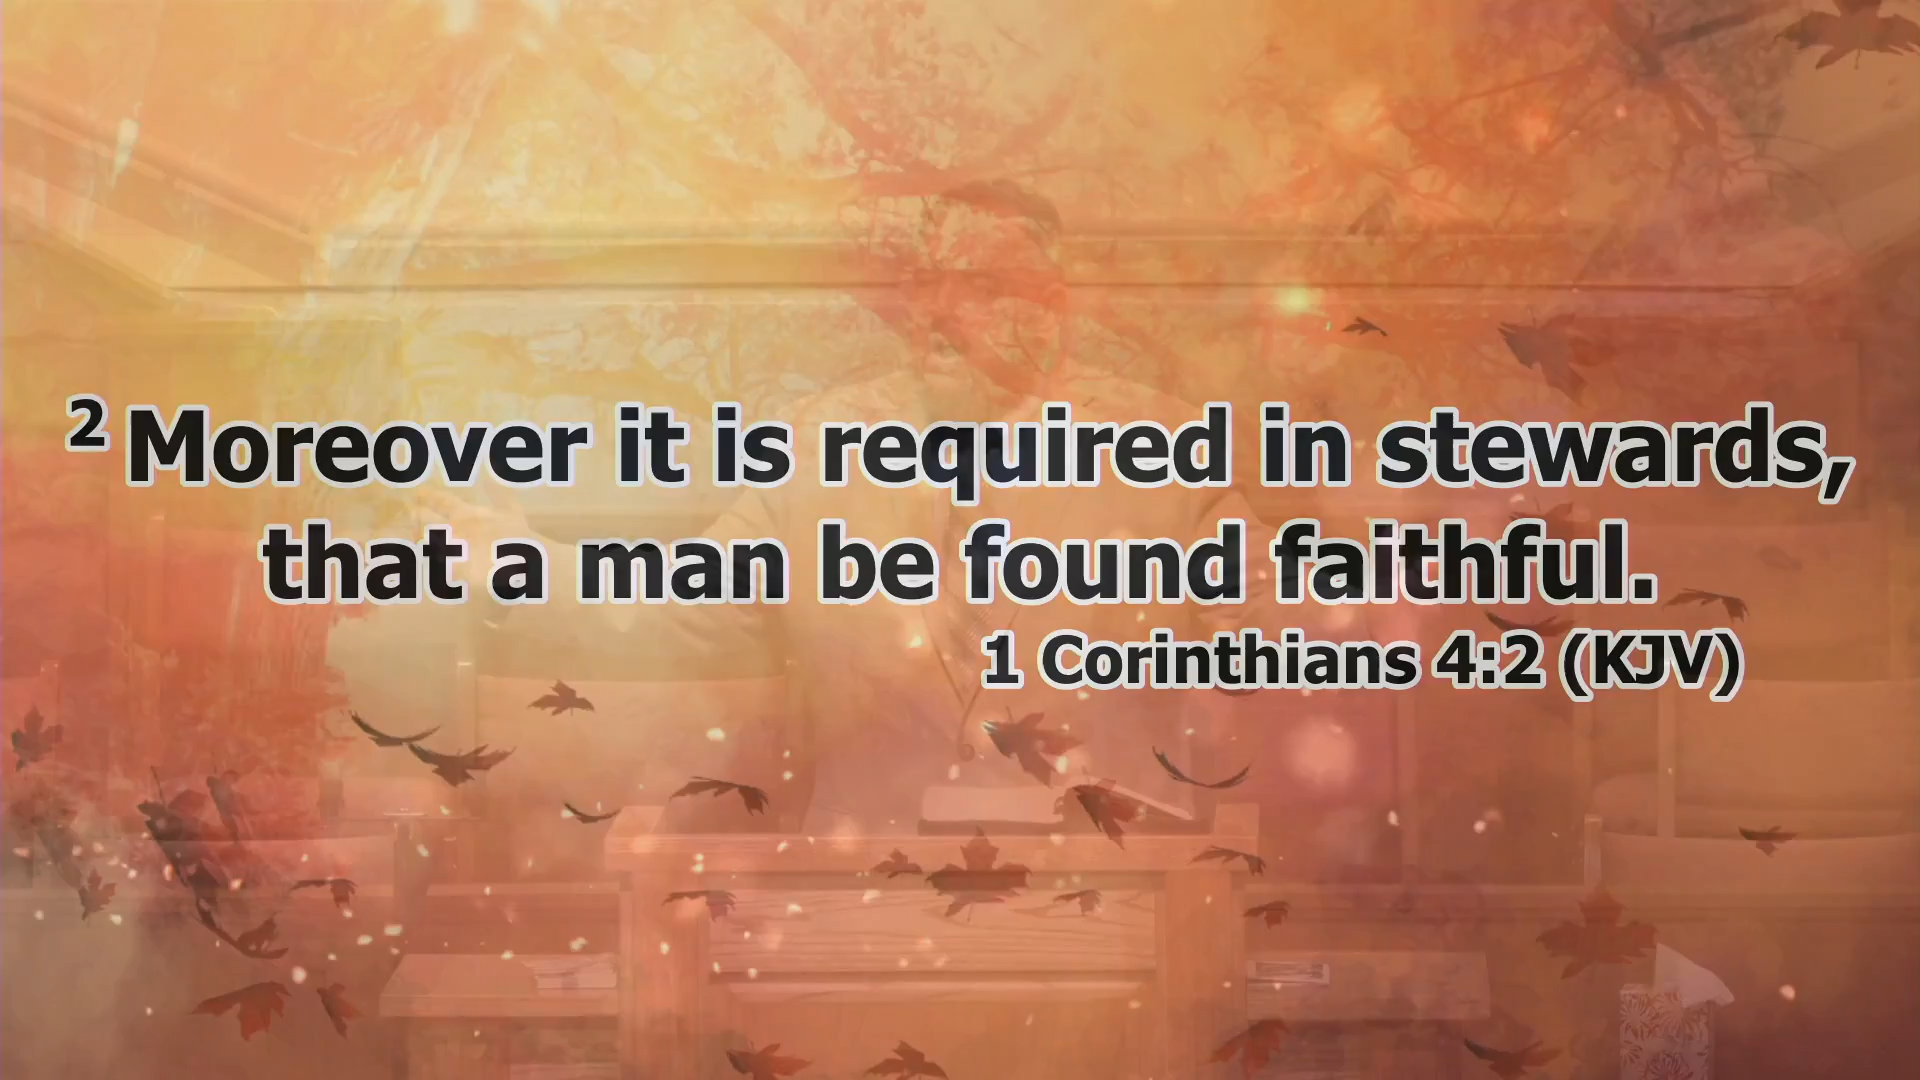 2 Moreover it is required in stewards,
that a man be found faithful.
1 Corinthians 4:2 (KJV)